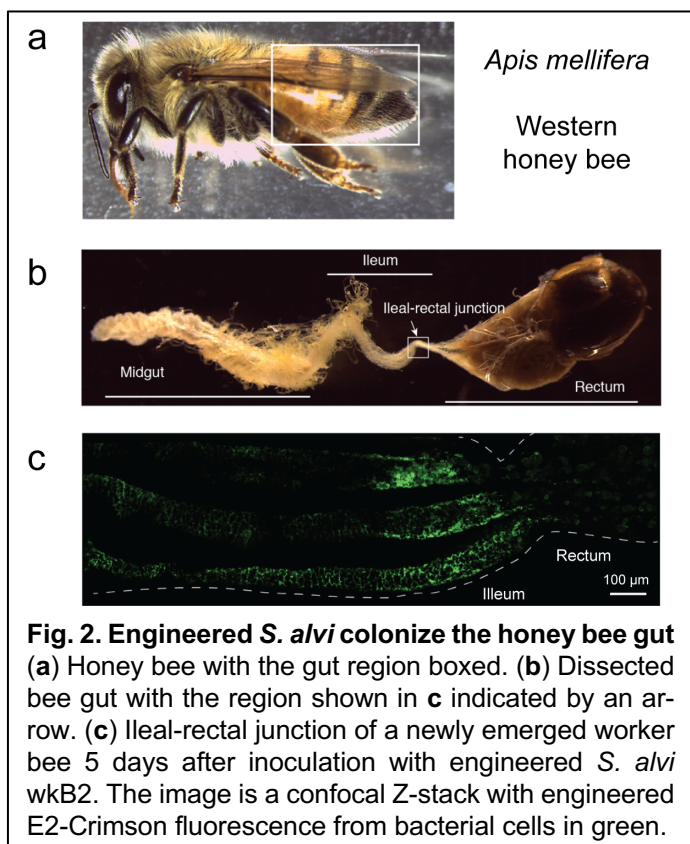 a
Apis mellifera
Western
honey bee
b
Ileum
Ileal-rectal junction
Midgut
Rectum
c
Rectum
Illeum
100 µm
Fig. 2. Engineered S. alvi colonize the honey bee gut
(a) Honey bee with the gut region boxed. (b) Dissected
bee gut with the region shown in c indicated by an ar-
row. (c) Ileal-rectal junction of a newly emerged worker
bee 5 days after inoculation with engineered S. alvi
wkB2. The image is a confocal Z-stack with engineered
E2-Crimson fluorescence from bacterial cells in green.